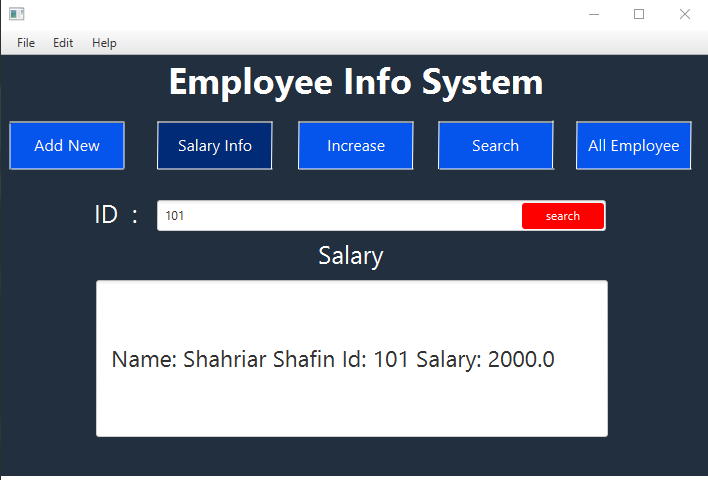 File Edit Help
Employee Info System
Add New Salary Info Increase Search All Employee
ID : 101 search
Salary
Name: Shahriar Shafin Id: 101 Salary: 2000.0